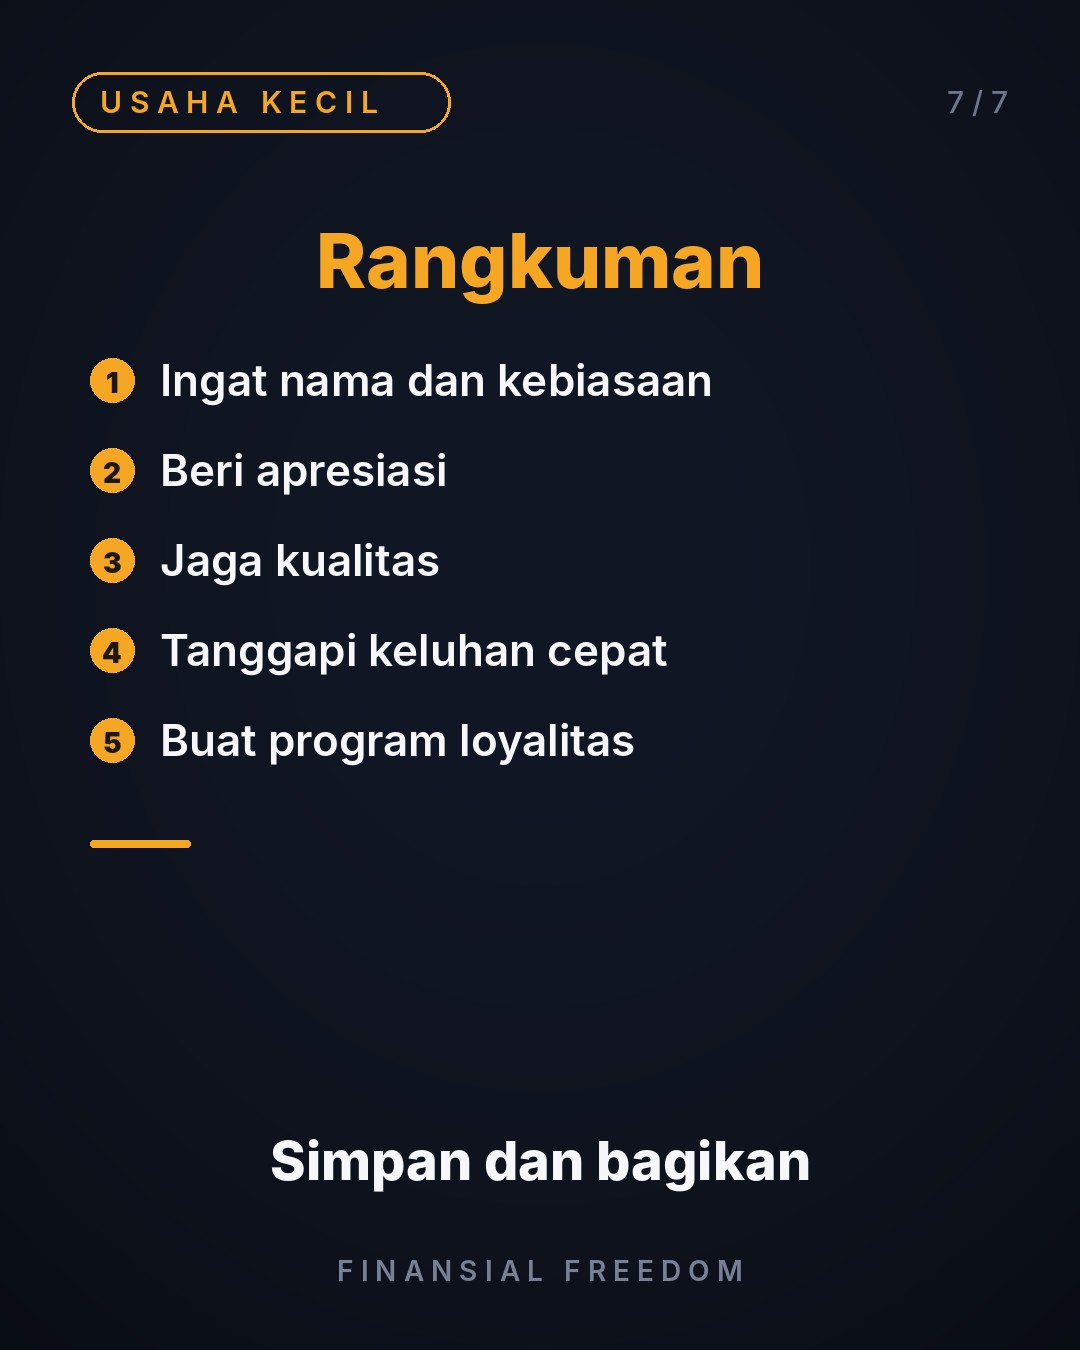 USAHA KECIL
7/7
Rangkuman
1 Ingat nama dan kebiasaan
2 Beri apresiasi
3 Jaga kualitas
4 Tanggapi keluhan cepat
5 Buat program loyalitas
Simpan dan bagikan
FINANSIAL FREEDOM